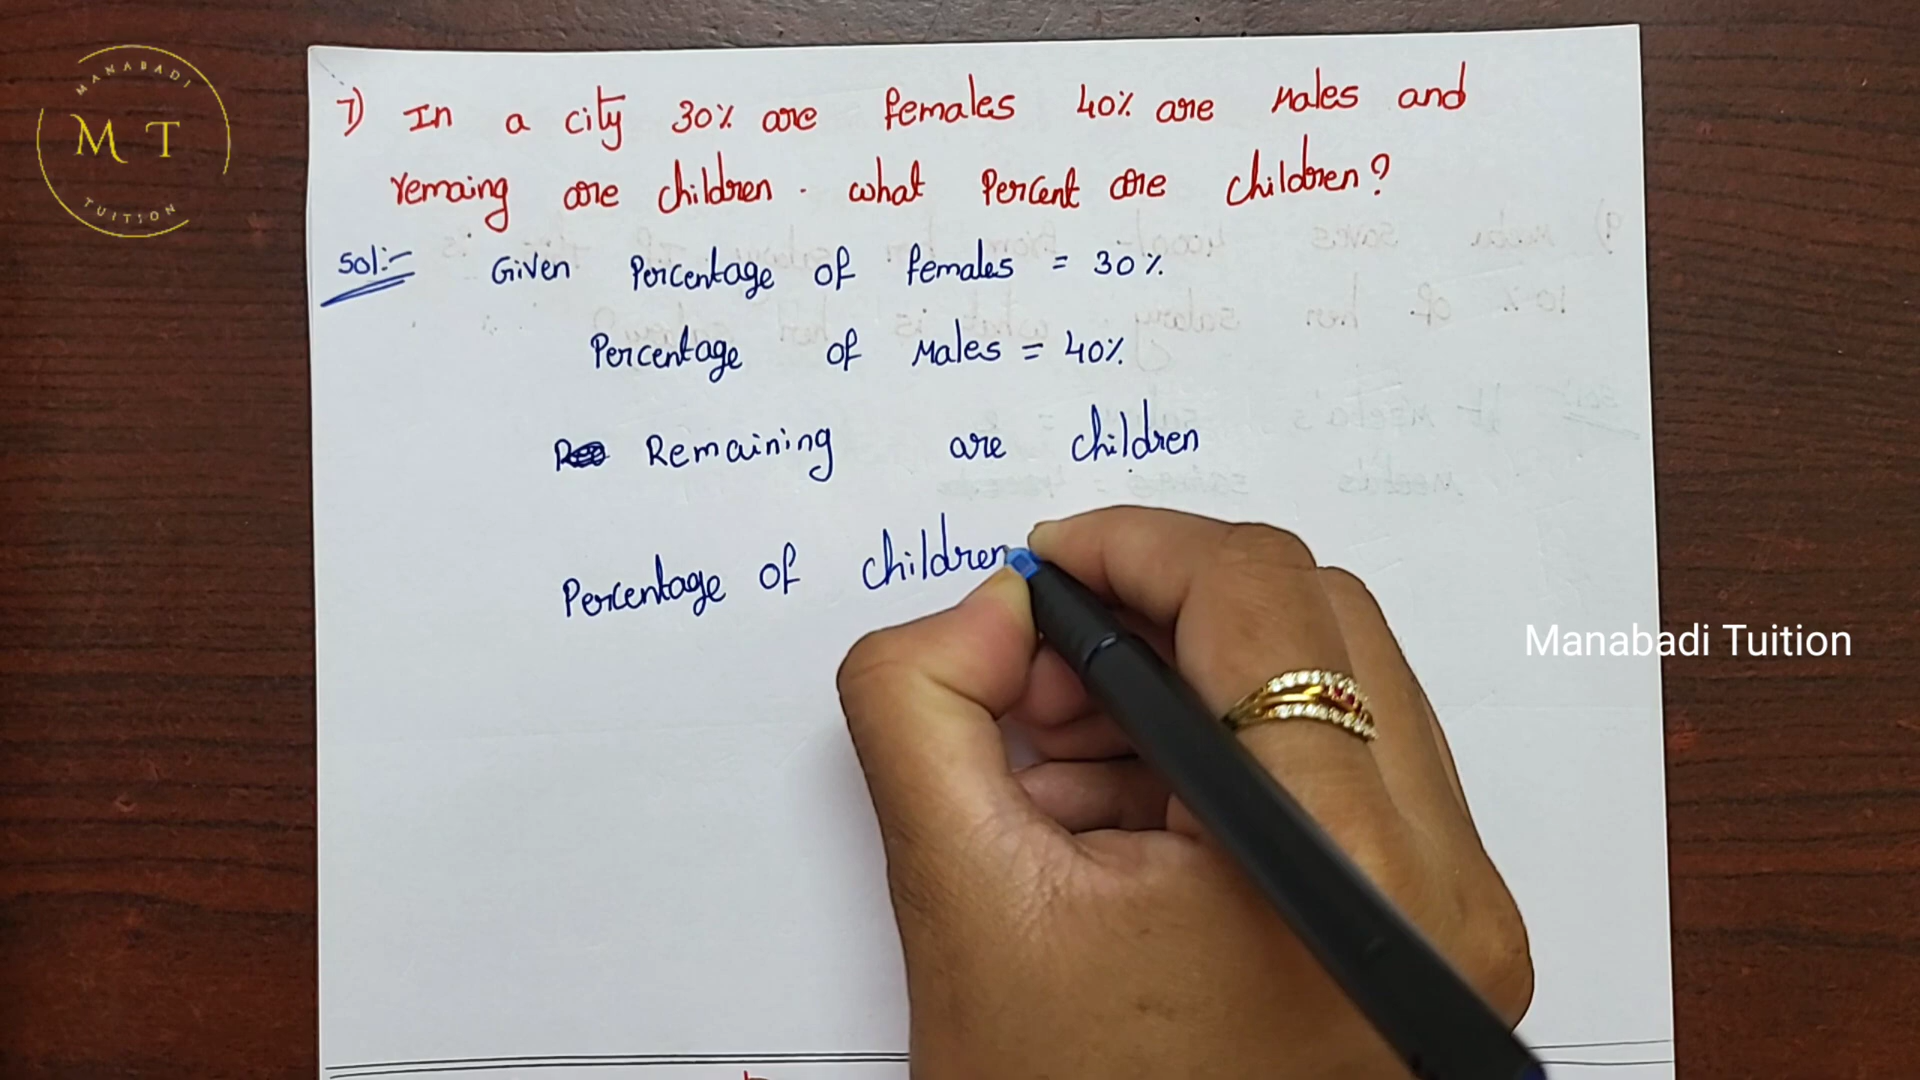 MANABADI
M T
TUITION
7) In a city 30% are females 40% are Males and
remaing are children. what Percent are children?
Sol:- Given Percentage of females = 30%
Percentage of Males = 40%
Remaining are children
Percentage of children
Manabadi Tuition